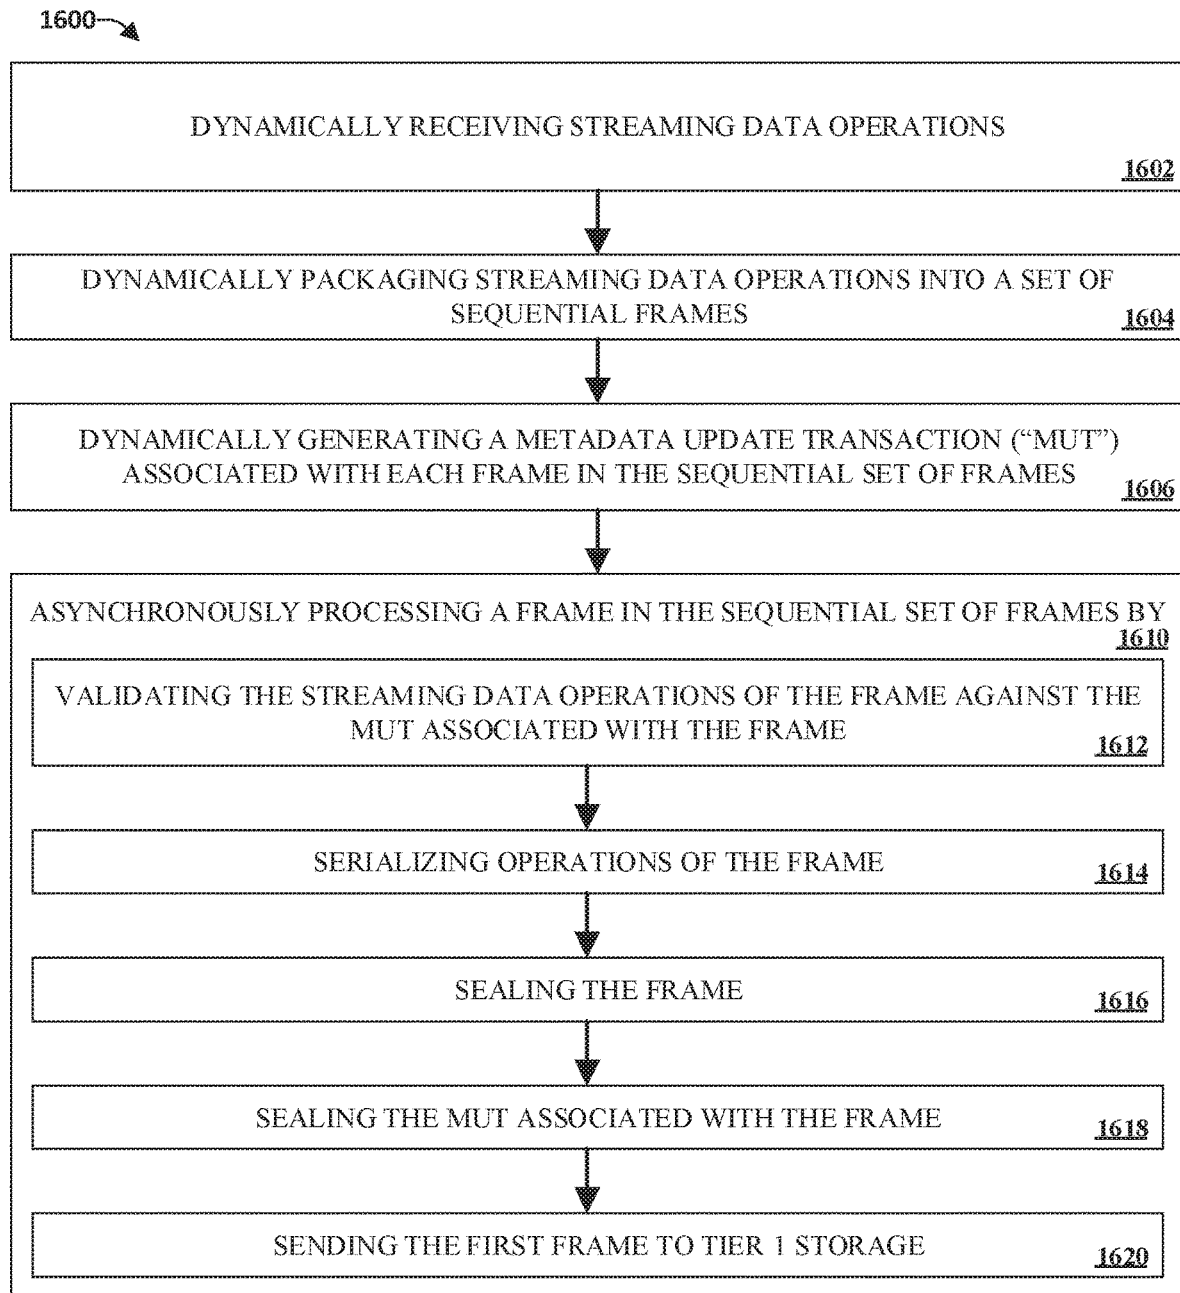 1600
DYNAMICALLY RECEIVING STREAMING DATA OPERATIONS
1602
DYNAMICALLY PACKAGING STREAMING DATA OPERATIONS INTO A SET OF
SEQUENTIAL FRAMES
1604
DYNAMICALLY GENERATING A METADATA UPDATE TRANSACTION (“MUT”)
ASSOCIATED WITH EACH FRAME IN THE SEQUENTIAL SET OF FRAMES
1606
ASYNCHRONOUSLY PROCESSING A FRAME IN THE SEQUENTIAL SET OF FRAMES BY
1610
VALIDATING THE STREAMING DATA OPERATIONS OF THE FRAME AGAINST THE
MUT ASSOCIATED WITH THE FRAME
1612
SERIALIZING OPERATIONS OF THE FRAME
1614
SEALING THE FRAME
1616
SEALING THE MUT ASSOCIATED WITH THE FRAME
1618
SENDING THE FIRST FRAME TO TIER 1 STORAGE
1620